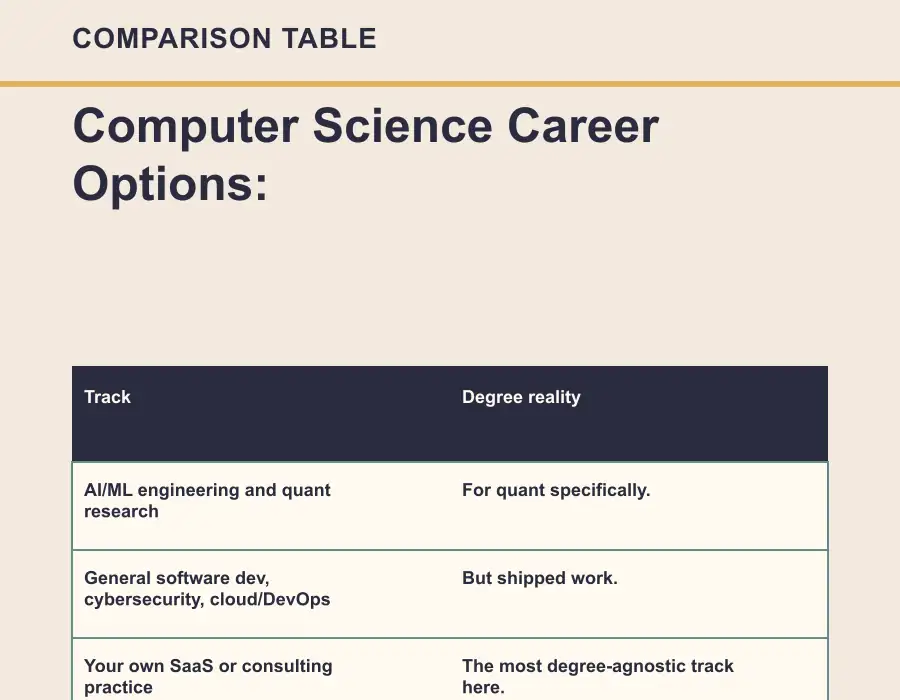 COMPARISON TABLE
Computer Science Career
Options:
Track
Degree reality
AI/ML engineering and quant
research
For quant specifically.
General software dev,
cybersecurity, cloud/DevOps
But shipped work.
Your own SaaS or consulting
practice
The most degree-agnostic track
here.